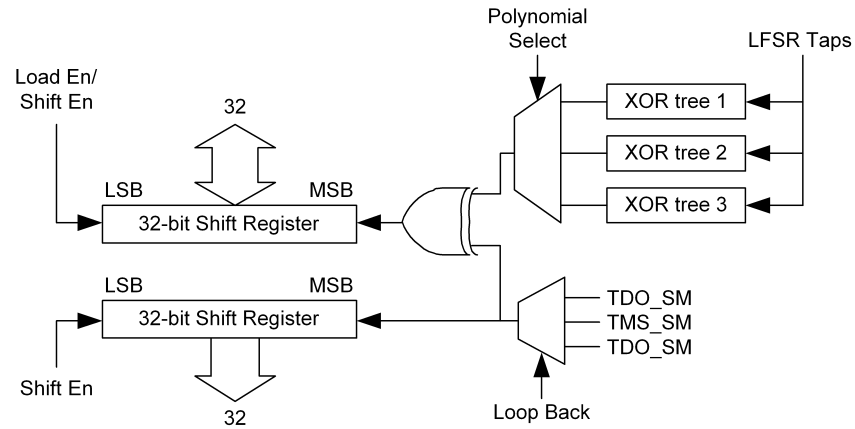 Polynomial
Select
LFSR Taps
Load En/
Shift En
32
XOR tree 1
XOR tree 2
XOR tree 3
LSB
MSB
32-bit Shift Register
LSB
MSB
32-bit Shift Register
TDO_SM
TMS_SM
TDO_SM
Shift En
32
Loop Back